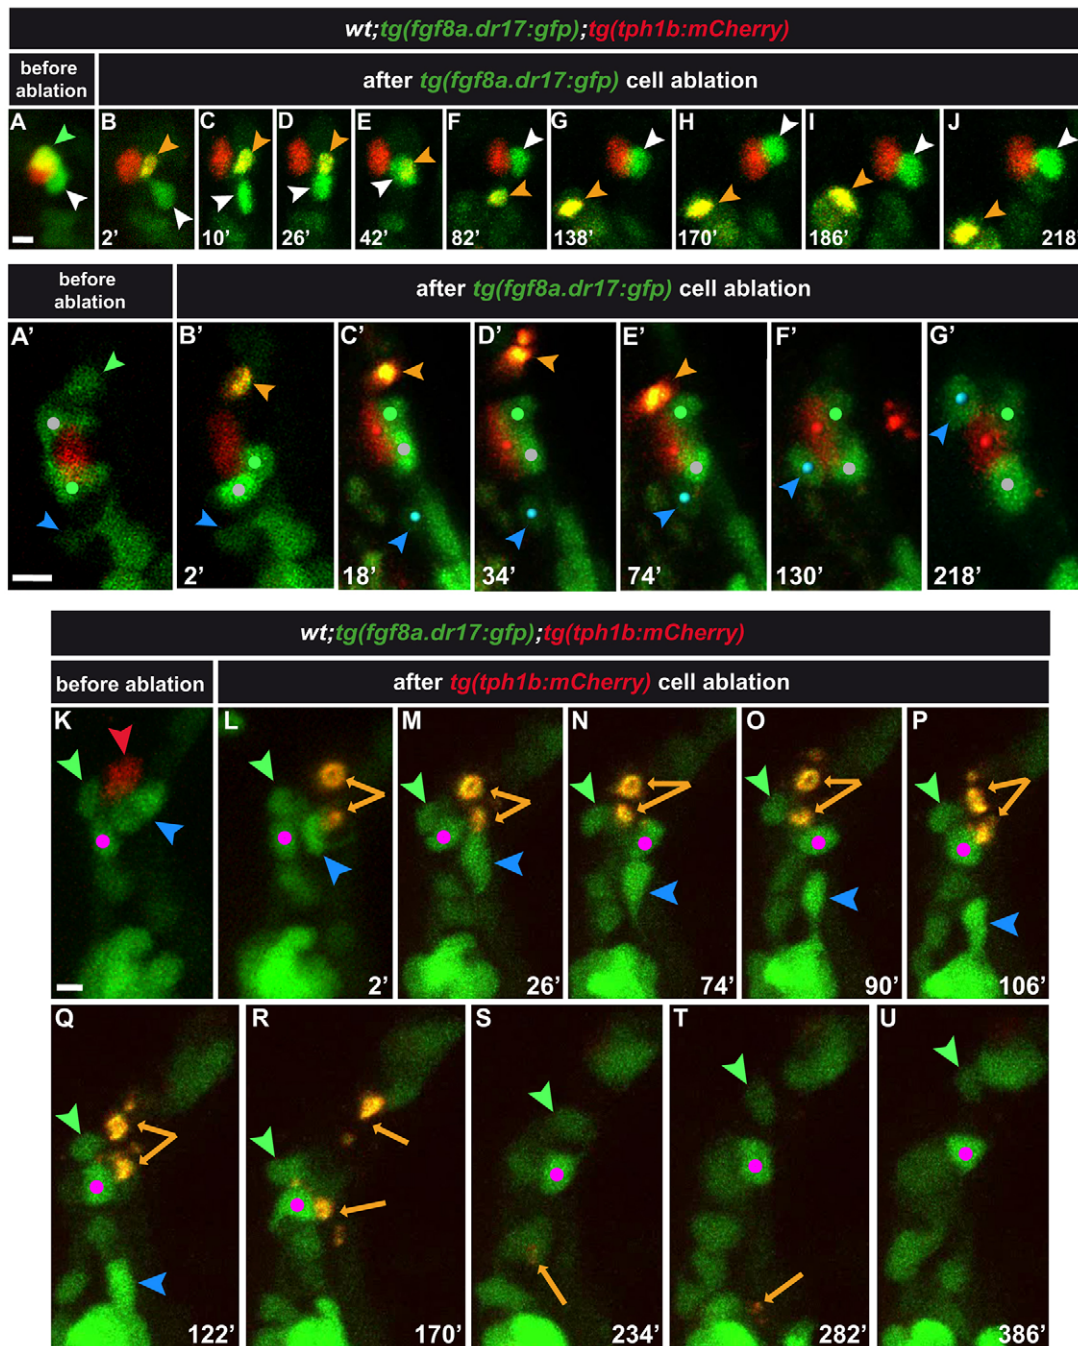 wt;tg(fgf8a.dr17:gfp);tg(tph1b:mCherry)
before ablation
after tg(fgf8a.dr17:gfp) cell ablation
A B C D E F G H I J
2’ 10’ 26’ 42’ 82’ 138’ 170’ 186’ 218’
before ablation
after tg(fgf8a.dr17:gfp) cell ablation
A’ B’ C’ D’ E’ F’ G’
2’ 18’ 34’ 74’ 130’ 218’
wt;tg(fgf8a.dr17:gfp);tg(tph1b:mCherry)
before ablation
after tg(tph1b:mCherry) cell ablation
K L M N O P
2’ 26’ 74’ 90’ 106’
Q R S T U
122’ 170’ 234’ 282’ 386’